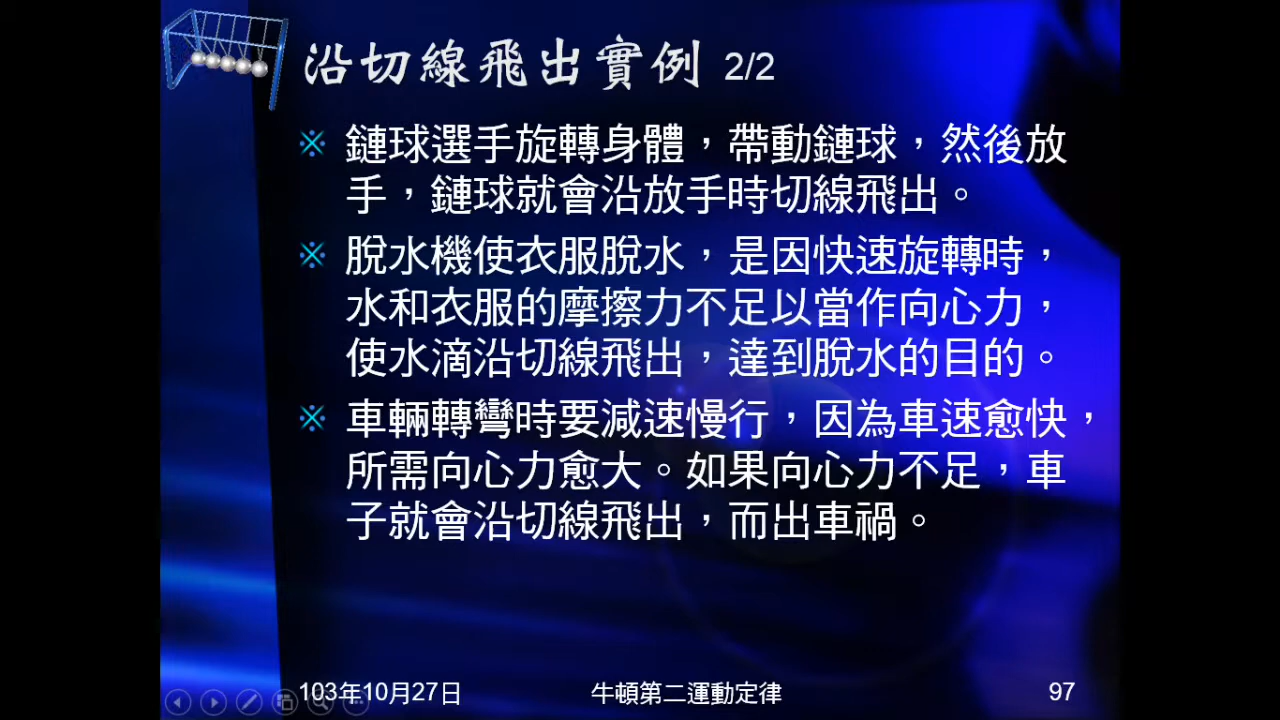 沿切線飛出實例 2/2
※ 鏈球選手旋轉身體，帶動鏈球，然後放
手，鏈球就會沿放手時切線飛出。
※ 脫水機使衣服脫水，是因快速旋轉時，
水和衣服的摩擦力不足以當作向心力，
使水滴沿切線飛出，達到脫水的目的。
※ 車輛轉彎時要減速慢行，因為車速愈快，
所需向心力愈大。如果向心力不足，車
子就會沿切線飛出，而出車禍。
103年10月27日 牛頓第二運動定律 97